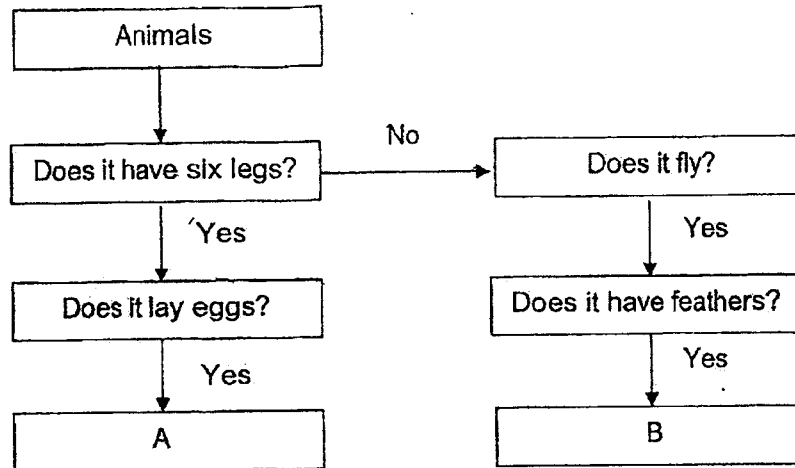 Animals
No
Does it have six legs?
Does it fly?
Yes
Yes
Does it lay eggs?
Does it have feathers?
Yes
Yes
A
B